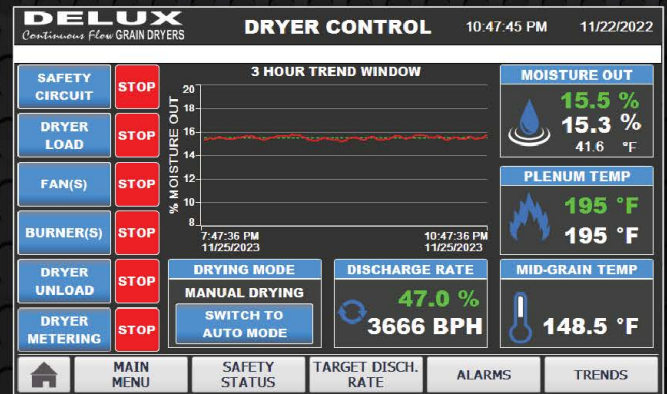 DELUX
Continuous Flow GRAIN DRYERS
DRYER CONTROL
10:47:45 PM
11/22/2022
SAFETY
CIRCUIT
STOP
DRYER
LOAD
STOP
FAN(S)
STOP
BURNER(S)
STOP
DRYER
UNLOAD
STOP
DRYER
METERING
STOP
3 HOUR TREND WINDOW
% MOISTURE OUT
20
18
16
14
12
10
8
7:47:36 PM
11/25/2023
10:47:36 PM
11/25/2023
MOISTURE OUT
15.5 %
15.3 %
41.6 °F
PLENUM TEMP
195 °F
195 °F
DRYING MODE
MANUAL DRYING
SWITCH TO
AUTO MODE
DISCHARGE RATE
47.0 %
3666 BPH
MID-GRAIN TEMP
148.5 °F
MAIN
MENU
SAFETY
STATUS
TARGET DISCH.
RATE
ALARMS
TRENDS